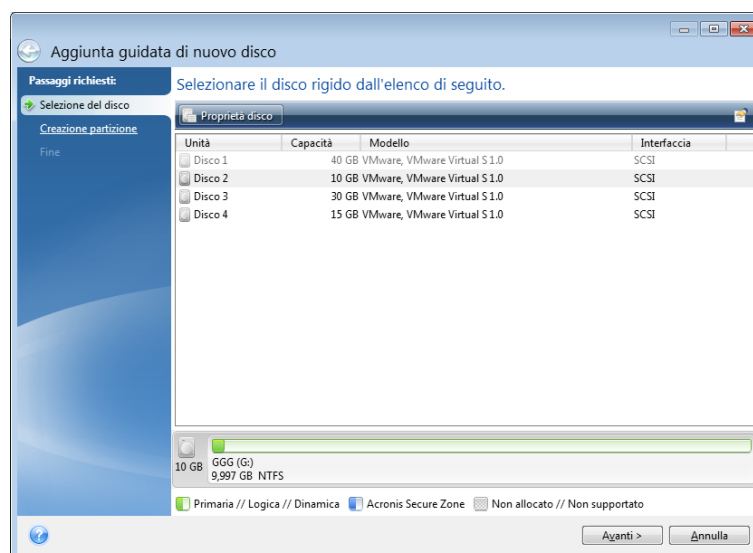 Aggiunta guidata di nuovo disco
Passaggi richiesti:
Selezione del disco
Creazione partizione
Fine
Selezionare il disco rigido dall'elenco di seguito.
Proprietà disco
Unità Capacità Modello Interfaccia
Disco 1 40 GB VMware, VMware Virtual S 1.0 SCSI
Disco 2 10 GB VMware, VMware Virtual S 1.0 SCSI
Disco 3 30 GB VMware, VMware Virtual S 1.0 SCSI
Disco 4 15 GB VMware, VMware Virtual S 1.0 SCSI
10 GB
GGG (G:)
9,997 GB NTFS
Primaria // Logica // Dinamica Acronis Secure Zone Non allocato // Non supportato
Avanti > Annulla